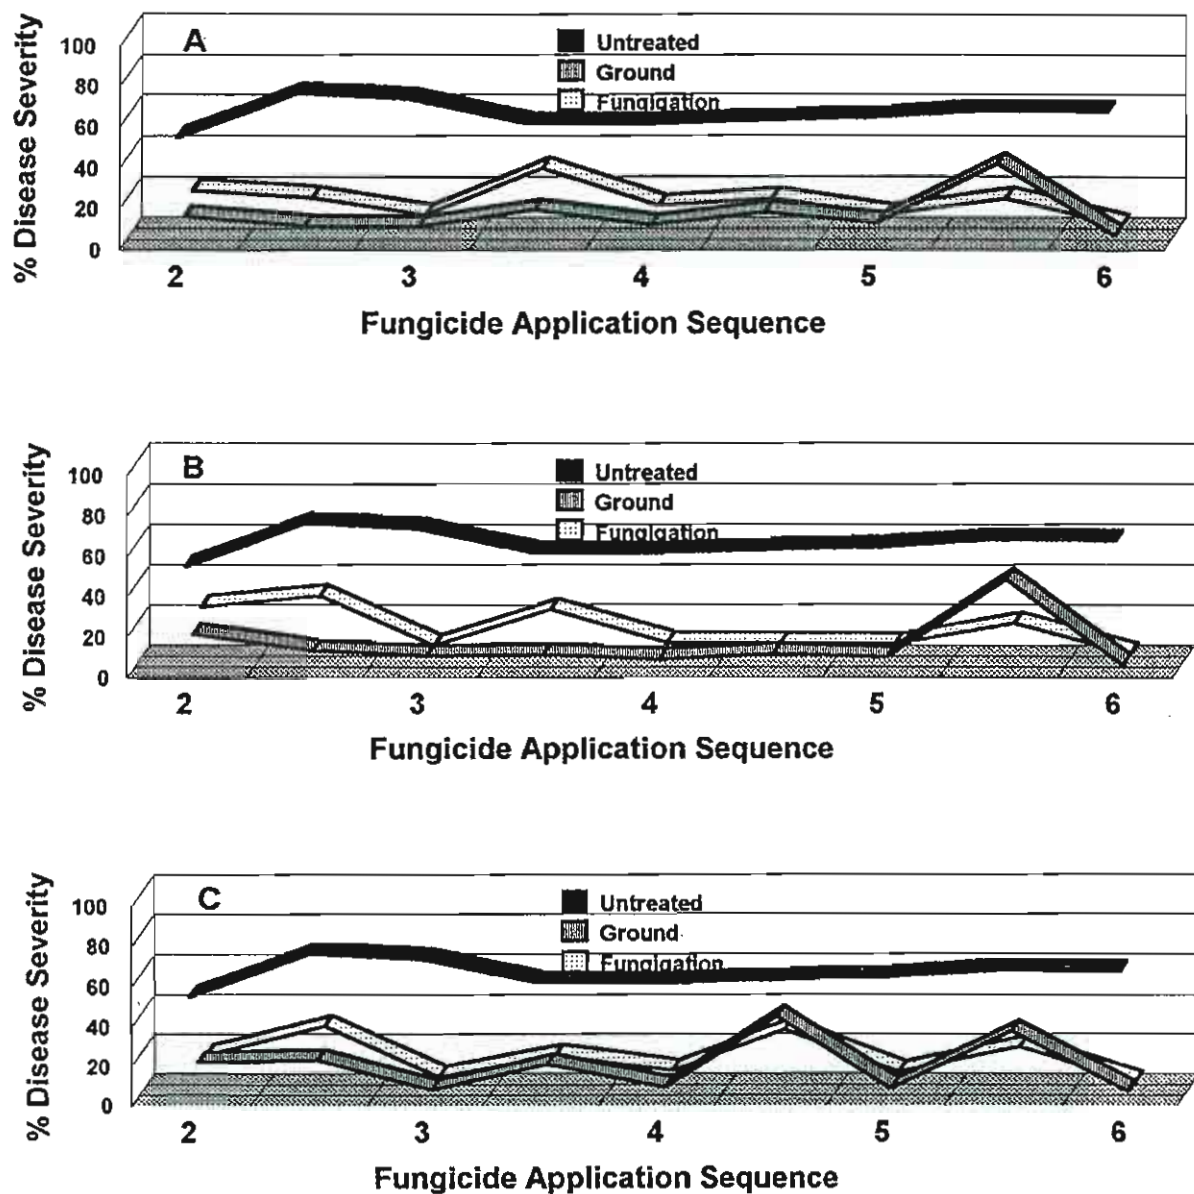 A
Untreated
Ground
Fungigation
100
80
60
40
20
0
% Disease Severity
2 3 4 5 6
Fungicide Application Sequence
B
Untreated
Ground
Fungigation
100
80
60
40
20
0
% Disease Severity
2 3 4 5 6
Fungicide Application Sequence
C
Untreated
Ground
Fungigation
100
80
60
40
20
0
% Disease Severity
2 3 4 5 6
Fungicide Application Sequence